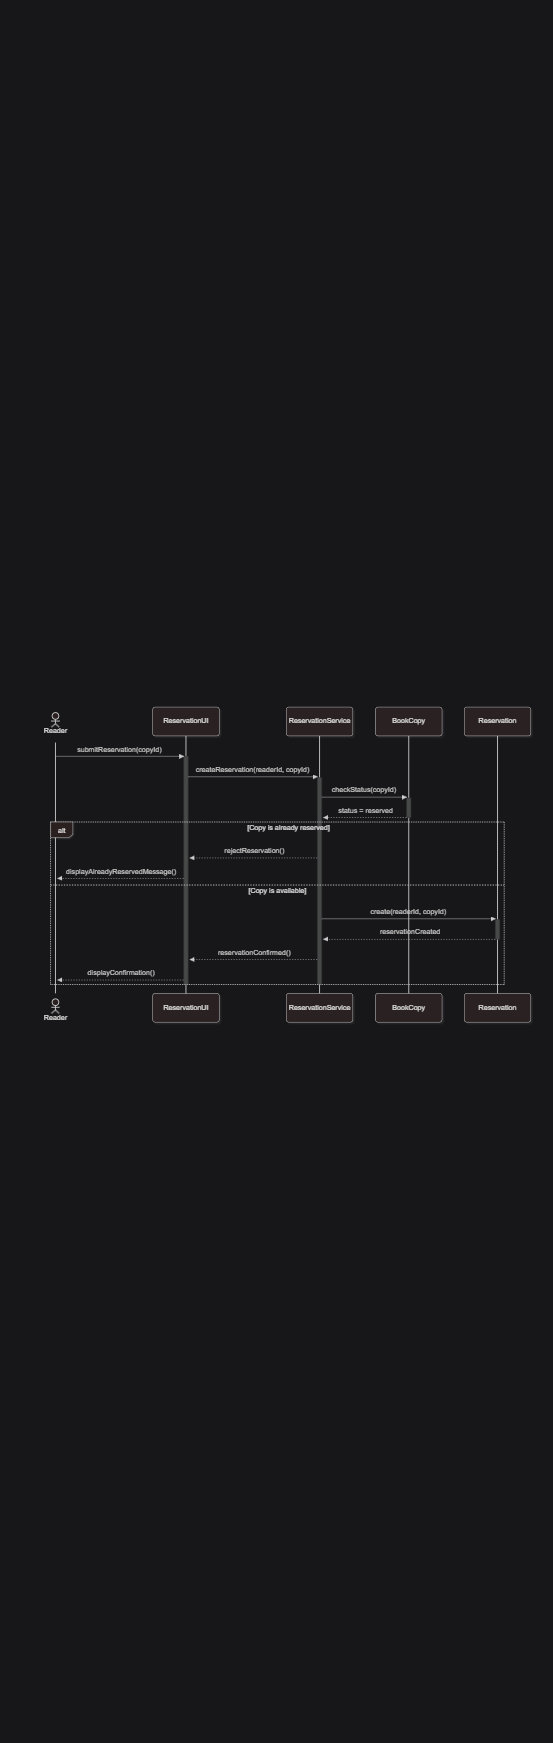 Reader
ReservationUI
ReservationService
BookCopy
Reservation
submitReservation(copyId)
createReservation(readerId, copyId)
checkStatus(copyId)
status = reserved
alt
[Copy is already reserved]
rejectReservation()
displayAlreadyReservedMessage()
[Copy is available]
create(readerId, copyId)
reservationCreated
reservationConfirmed()
displayConfirmation()
Reader
ReservationUI
ReservationService
BookCopy
Reservation